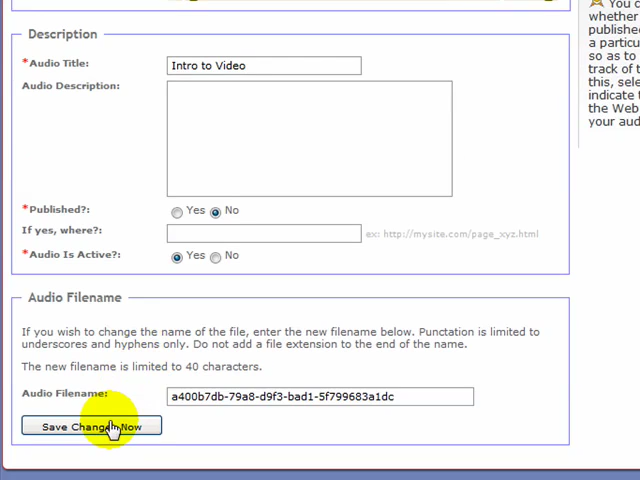 Description
*Audio Title: Intro to Video
Audio Description:
*Published?: Yes No
If yes, where?: ex: http://mysite.com/page_xyz.html
*Audio Is Active?: Yes No
Audio Filename
If you wish to change the name of the file, enter the new filename below. Punctation is limited to
underscores and hyphens only. Do not add a file extension to the end of the name.
The new filename is limited to 40 characters.
Audio Filename: a400b7db-79a8-d9f3-bad1-5f799683a1dc
Save Changes Now
You c
whether
published
a particu
so as to
track of t
this, sele
indicate t
the Web
your aud